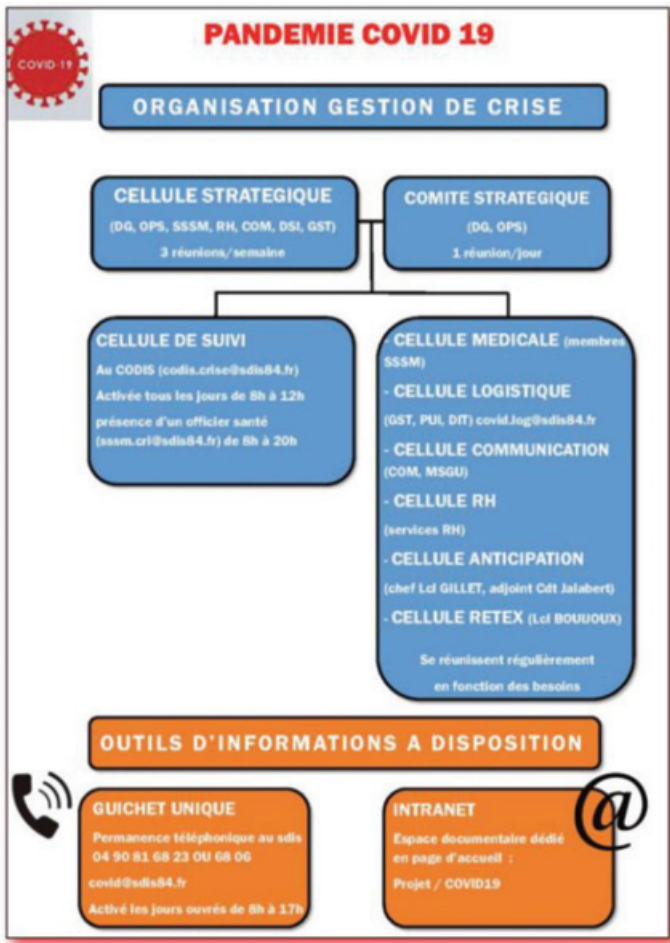 PANDEMIE COVID 19
COVID-19
ORGANISATION GESTION DE CRISE
CELLULE STRATEGIQUE
(DG, OPS, SSSM, RH, COM, DSI, GST)
3 réunions/semaine
COMITE STRATEGIQUE
(DG, OPS)
1 réunion/jour
CELLULE DE SUIVI
Au CODIS (codis.crise@sdis84.fr)
Activée tous les jours de 8h à 12h
présence d'un officier santé
(sssm.crl@sdis84.fr) de 8h à 20h
- CELLULE MEDICALE (membres
SSSM)
- CELLULE LOGISTIQUE
(GST, PUI, DIT) covid.log@sdis84.fr
- CELLULE COMMUNICATION
(COM, MSGU)
- CELLULE RH
(services RH)
- CELLULE ANTICIPATION
(chef Lcl GILLET, adjoint Cdt Jalabert)
- CELLULE RETEX (Lcl
Se réunissent régulièrement
en fonction des besoins
OUTILS D'INFORMATIONS A DISPOSITION
GUICHET UNIQUE
Permanence téléphonique au sdis
04 90 81 68 23 OU 68 06
covid@sdis84.fr
Activé les jours ouvrés de 8h à 17h
INTRANET
@
Espace documentaire dédié
en page d'accueil :
Projet / COVID19